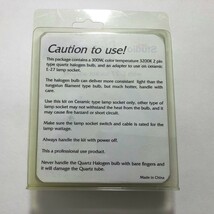 Caution to use!
This package contains a 300W, color temperature 3200K 2 pin
type quartz halogen bulb, and an adapter to use on ceramic
E-27 lamp socket.
The halogen bulb can deliver more consistent light than the
tungston filament type bulb, but much hoter, handle with
care.
Use this kit on Ceramic type lamp socket only, other type of
lamp socket may not withstand the heat from the bulb, and it
may cause fire harzard or short circuit.
Make sure the lamp switch and cable is rated for the
lamp wattage.
Always handle the kit with power off.
This a professional use product.
Never handle the Quartz Halogen bulb with bare fingers and
it will damage the Quartz tube.
Made in China